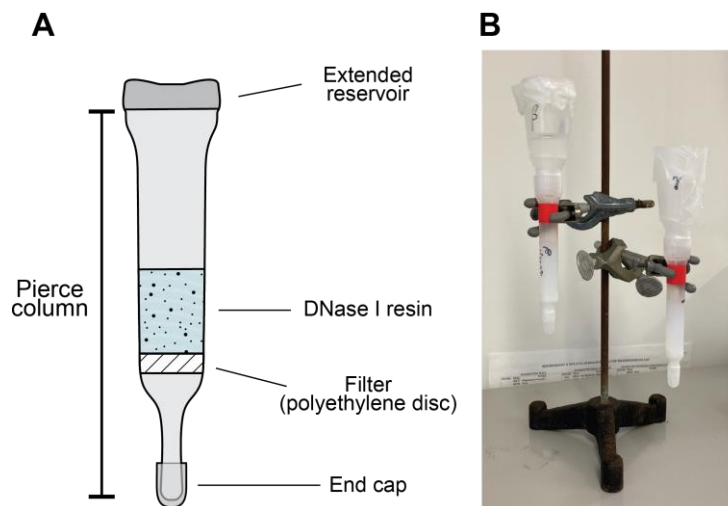 A
B
Extended
reservoir
Pierce
column
DNase I resin
Filter
(polyethylene disc)
End cap